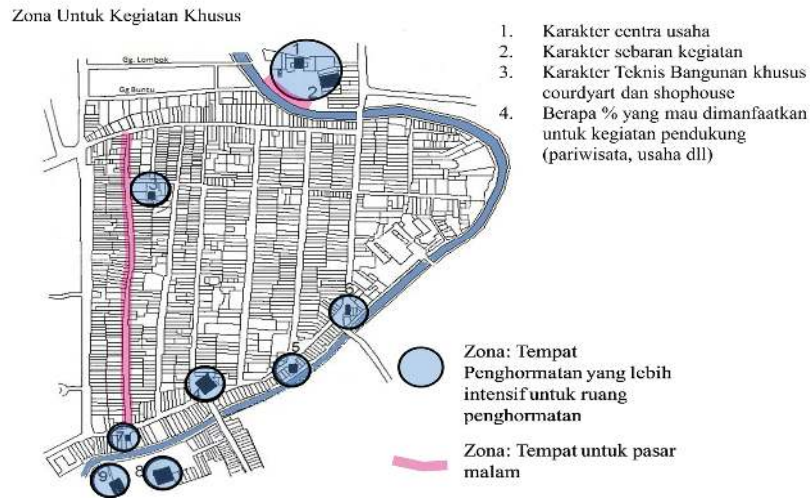 Zona Untuk Kegiatan Khusus
1. Karakter centra usaha
2. Karakter sebaran kegiatan
3. Karakter Teknis Bangunan khusus
courdyart dan shophouse
4. Berapa % yang mau dimanfaatkan
untuk kegiatan pendukung
(pariwisata, usaha dll)
Gg. Lombok
Gg Buntu
1
2
6
5
7
9
8
Zona: Tempat
Penghormatan yang lebih
intensif untuk ruang
penghormatan
Zona: Tempat untuk pasar
malam